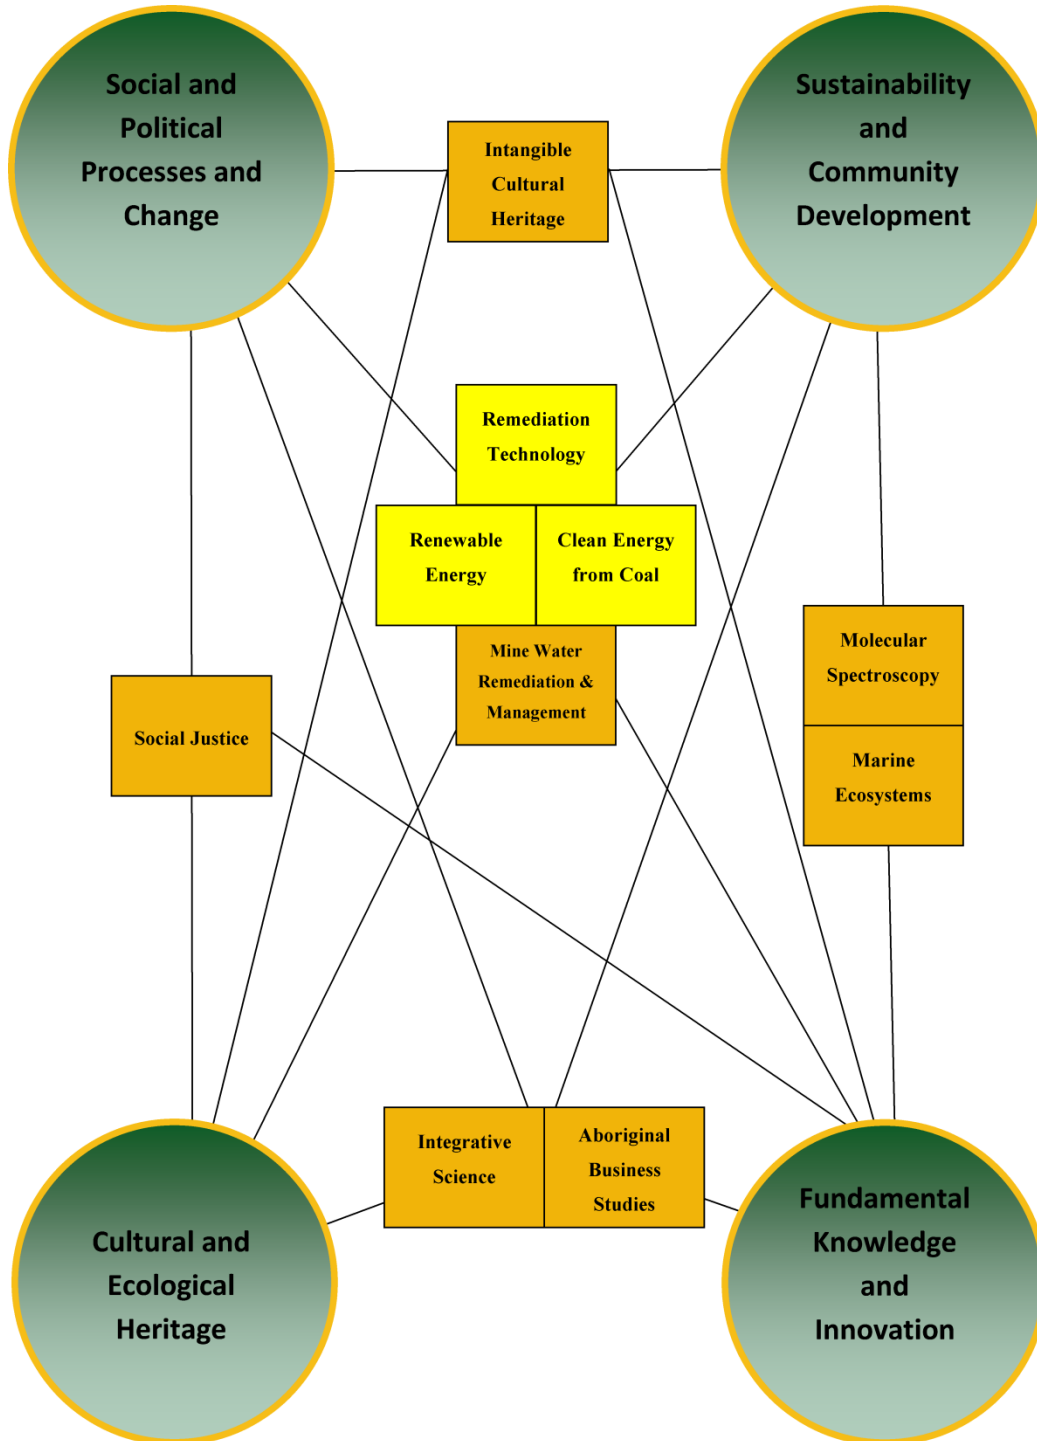 Social and
Political
Processes and
Change
Sustainability
and
Community
Development
Intangible
Cultural
Heritage
Remediation
Technology
Renewable
Energy
Clean Energy
from Coal
Mine Water
Remediation &
Management
Molecular
Spectroscopy
Marine
Ecosystems
Social Justice
Integrative
Science
Aboriginal
Business
Studies
Cultural and
Ecological
Heritage
Fundamental
Knowledge
and
Innovation